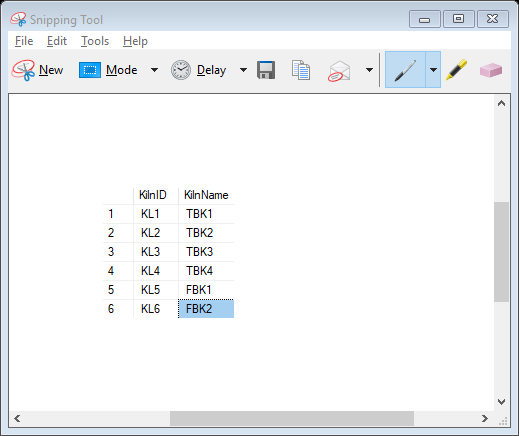 Snipping Tool
File Edit Tools Help
New Mode Delay
KilnID KilnName
1 KL1 TBK1
2 KL2 TBK2
3 KL3 TBK3
4 KL4 TBK4
5 KL5 FBK1
6 KL6 FBK2